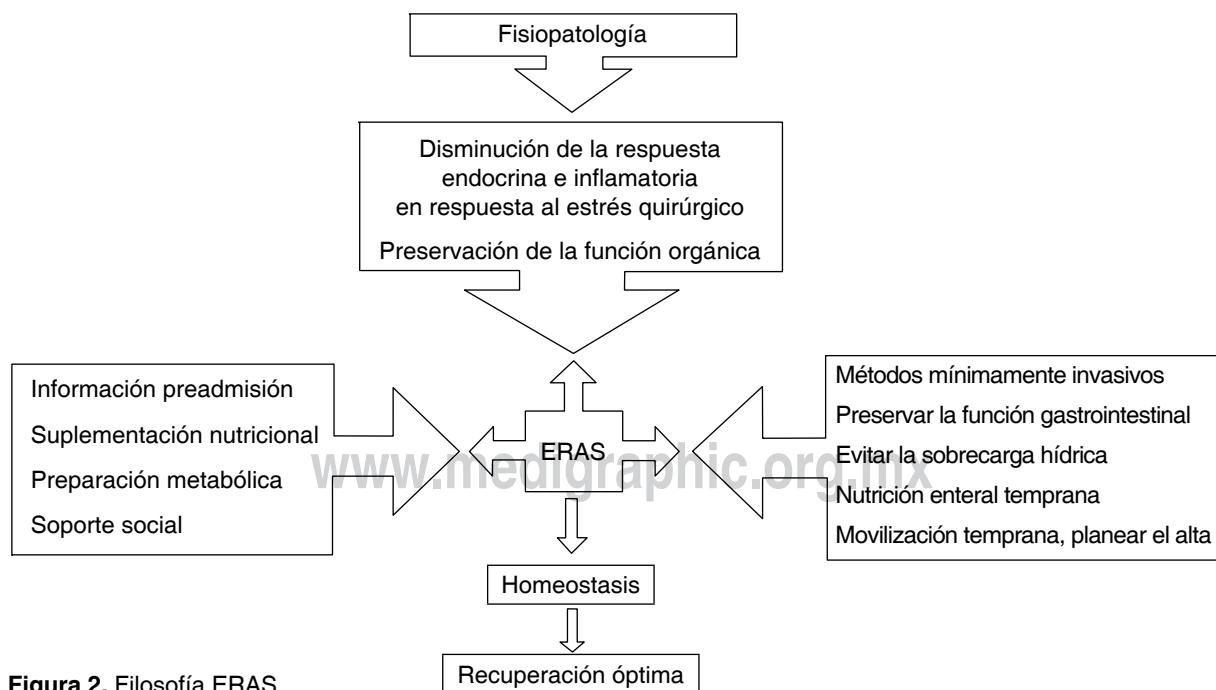 Fisiopatología
Disminución de la respuesta
endocrina e inflamatoria
en respuesta al estrés quirúrgico
Preservación de la función orgánica
Información preadmisión
Suplementación nutricional
Preparación metabólica
Soporte social
ERAS
Métodos mínimamente invasivos
Preservar la función gastrointestinal
Evitar la sobrecarga hídrica
Nutrición enteral temprana
Movilización temprana, planear el alta
www.medigraphic.org.mx
Homeostasis
Recuperación óptima
Figura 2. Filosofía ERAS